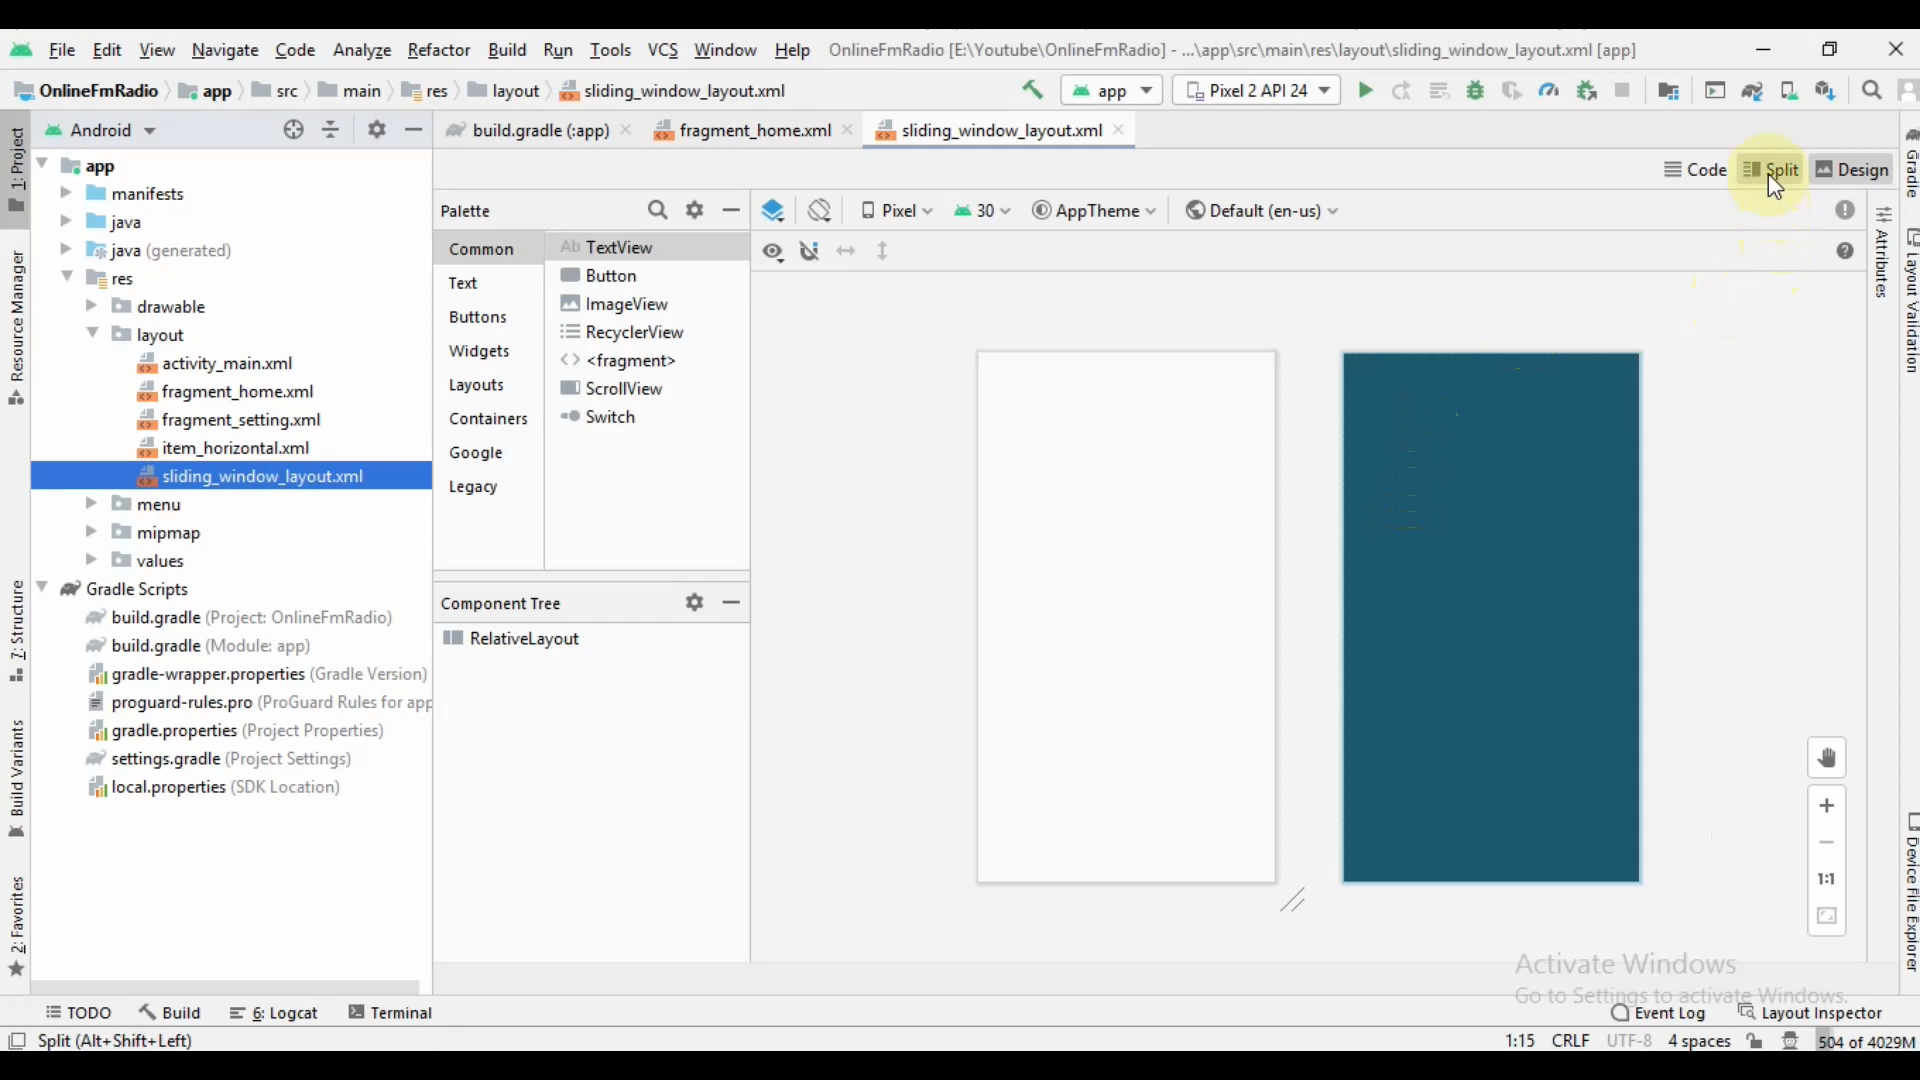 File Edit View Navigate Code Analyze Refactor Build Run Tools VCS Window Help OnlineFmRadio [E:\Youtube\OnlineFmRadio] - ...\app\src\main\res\layout\sliding_window_layout.xml [app]
OnlineFmRadio app src main res layout sliding_window_layout.xml app Pixel 2 API 24
Android
build.gradle (:app) fragment_home.xml sliding_window_layout.xml
Code Split Design
1: Project
Resource Manager
7: Structure
Build Variants
2: Favorites
app
manifests
java
java (generated)
res
drawable
layout
activity_main.xml
fragment_home.xml
fragment_setting.xml
item_horizontal.xml
sliding_window_layout.xml
menu
mipmap
values
Gradle Scripts
build.gradle (Project: OnlineFmRadio)
build.gradle (Module: app)
gradle-wrapper.properties (Gradle Version)
proguard-rules.pro (ProGuard Rules for app
gradle.properties (Project Properties)
settings.gradle (Project Settings)
local.properties (SDK Location)
Palette
Common
Text
Buttons
Widgets
Layouts
Containers
Google
Legacy
Ab TextView
Button
ImageView
RecyclerView
<fragment>
ScrollView
Switch
Component Tree
RelativeLayout
Pixel 30 AppTheme Default (en-us)
1:1
Attributes
Gradle
Layout Validation
Device File Explorer
Activate Windows
Go to Settings to activate Windows.
TODO Build 6: Logcat Terminal Event Log Layout Inspector
Split (Alt+Shift+Left) 1:15 CRLF UTF-8 4 spaces 504 of 4029M